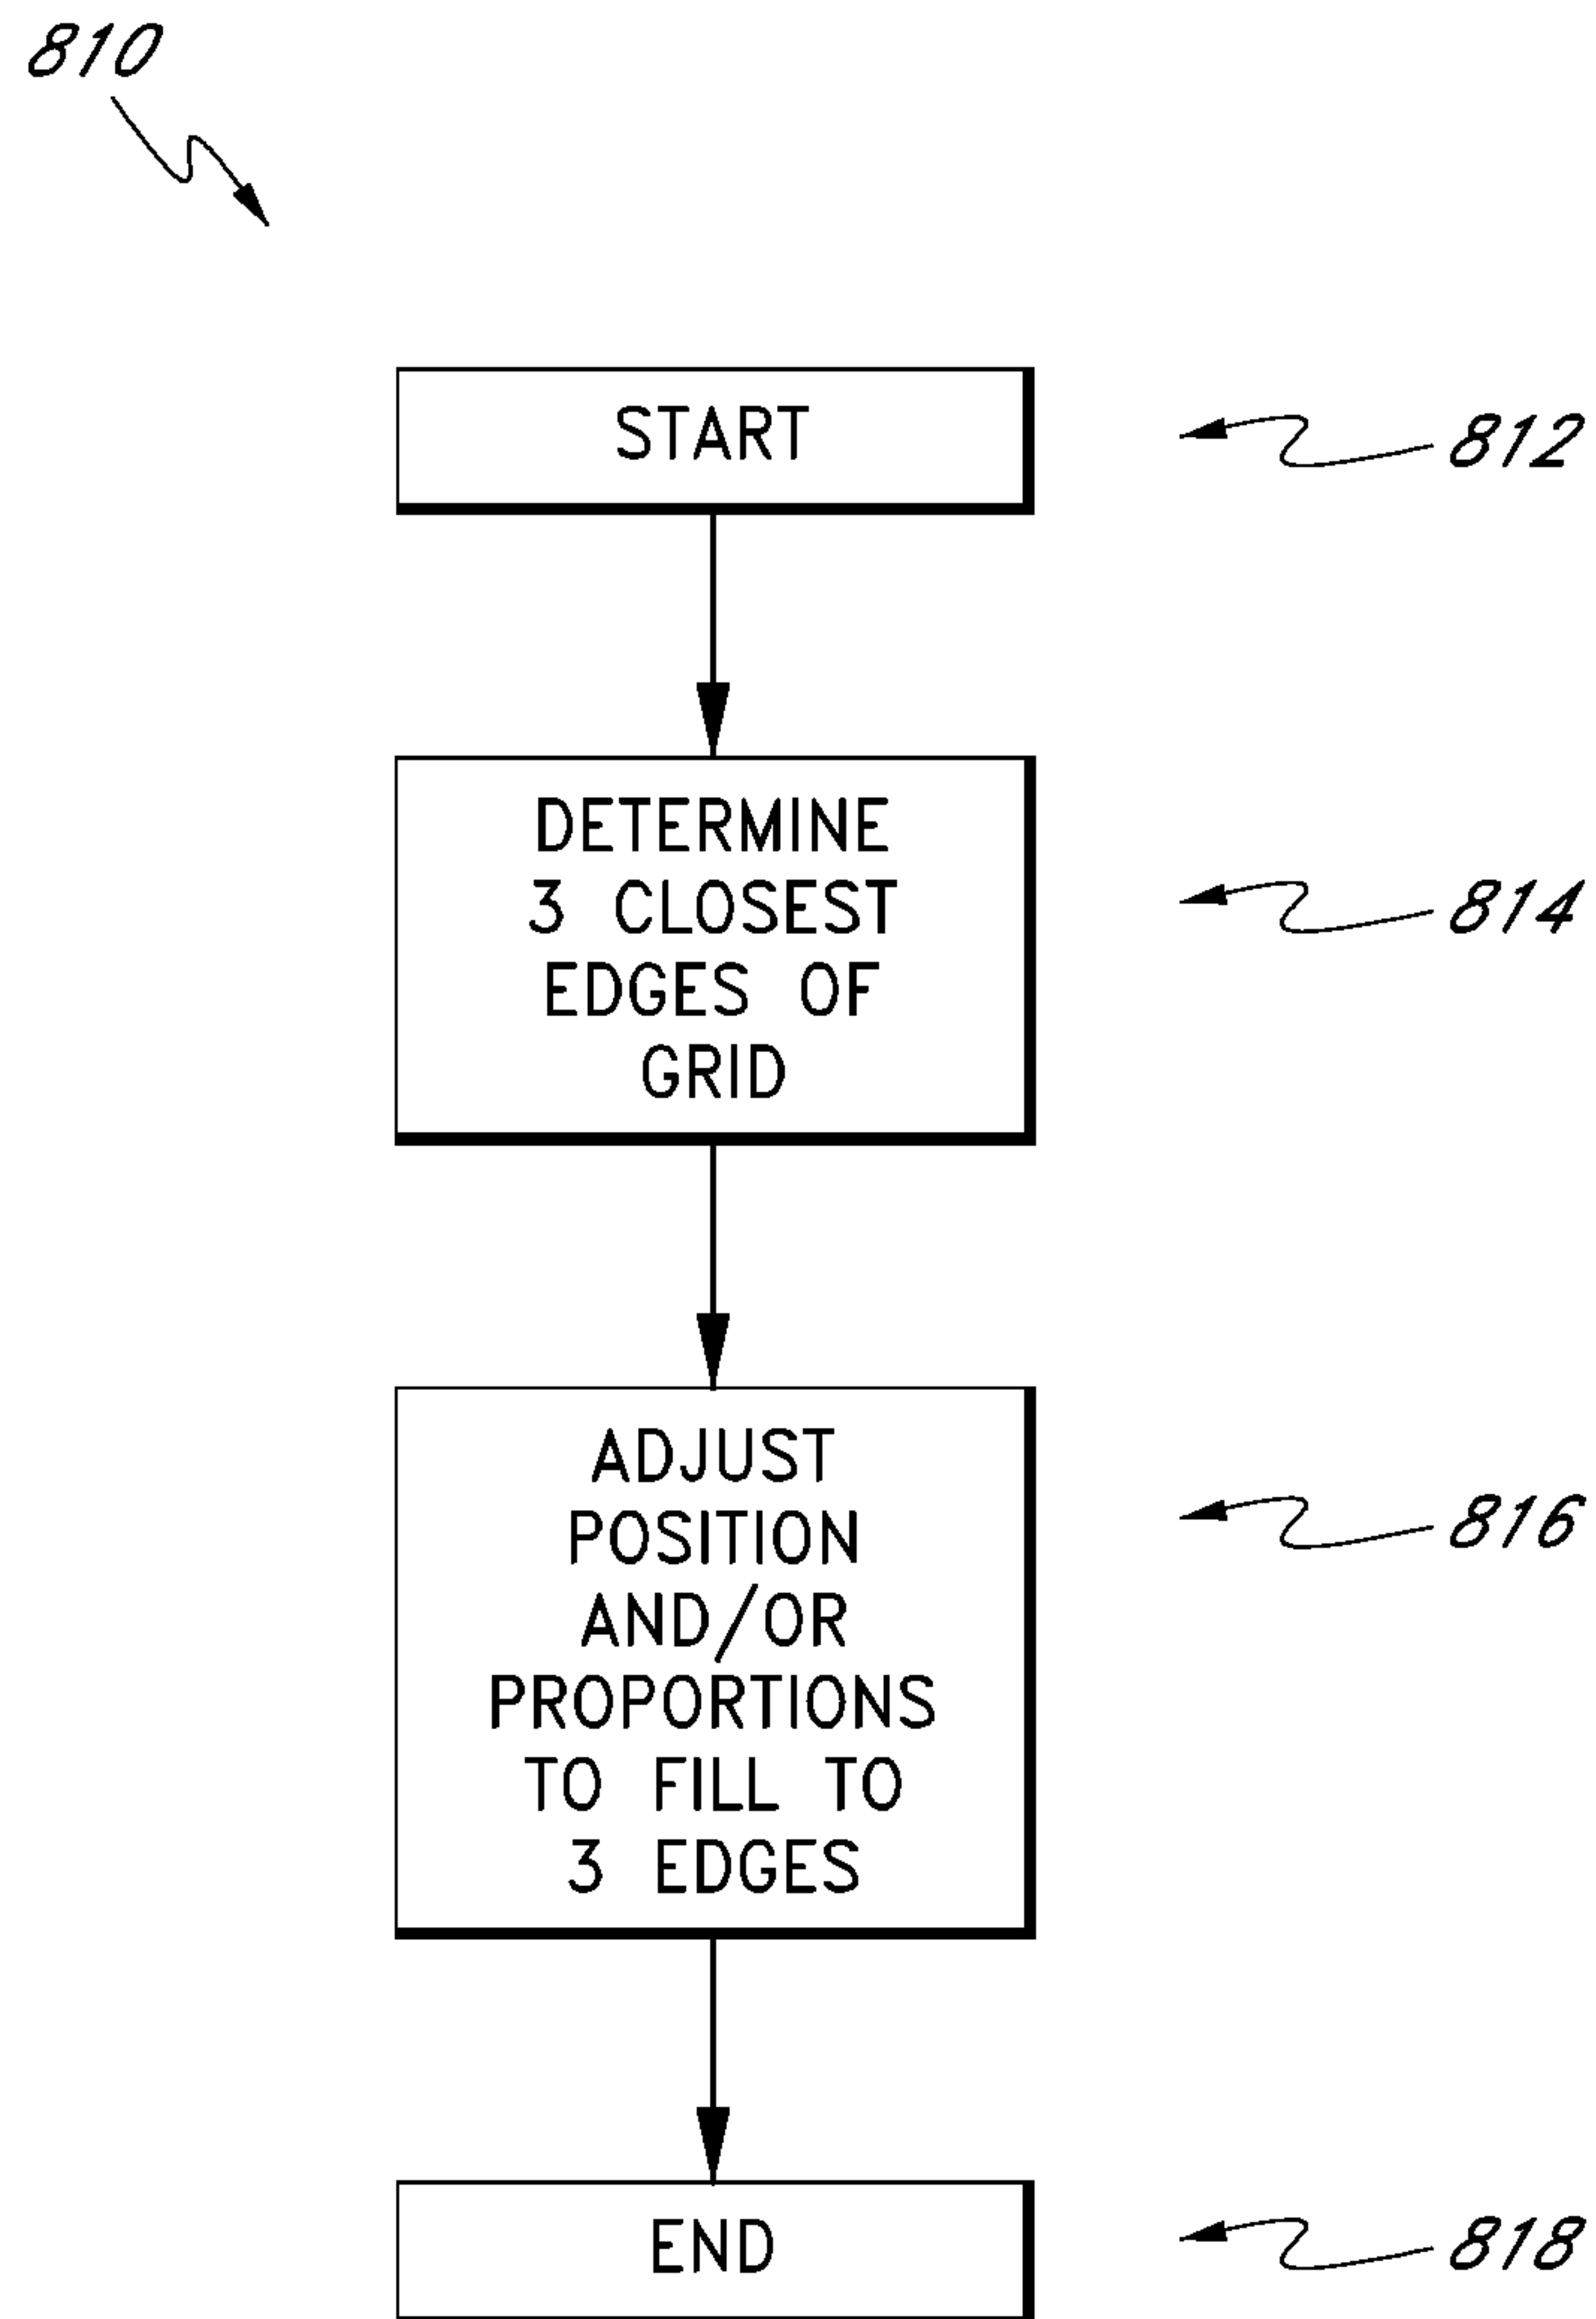 810
START
812
DETERMINE
3 CLOSEST
EDGES OF
GRID
814
ADJUST
POSITION
AND/OR
PROPORTIONS
TO FILL TO
3 EDGES
816
END
818